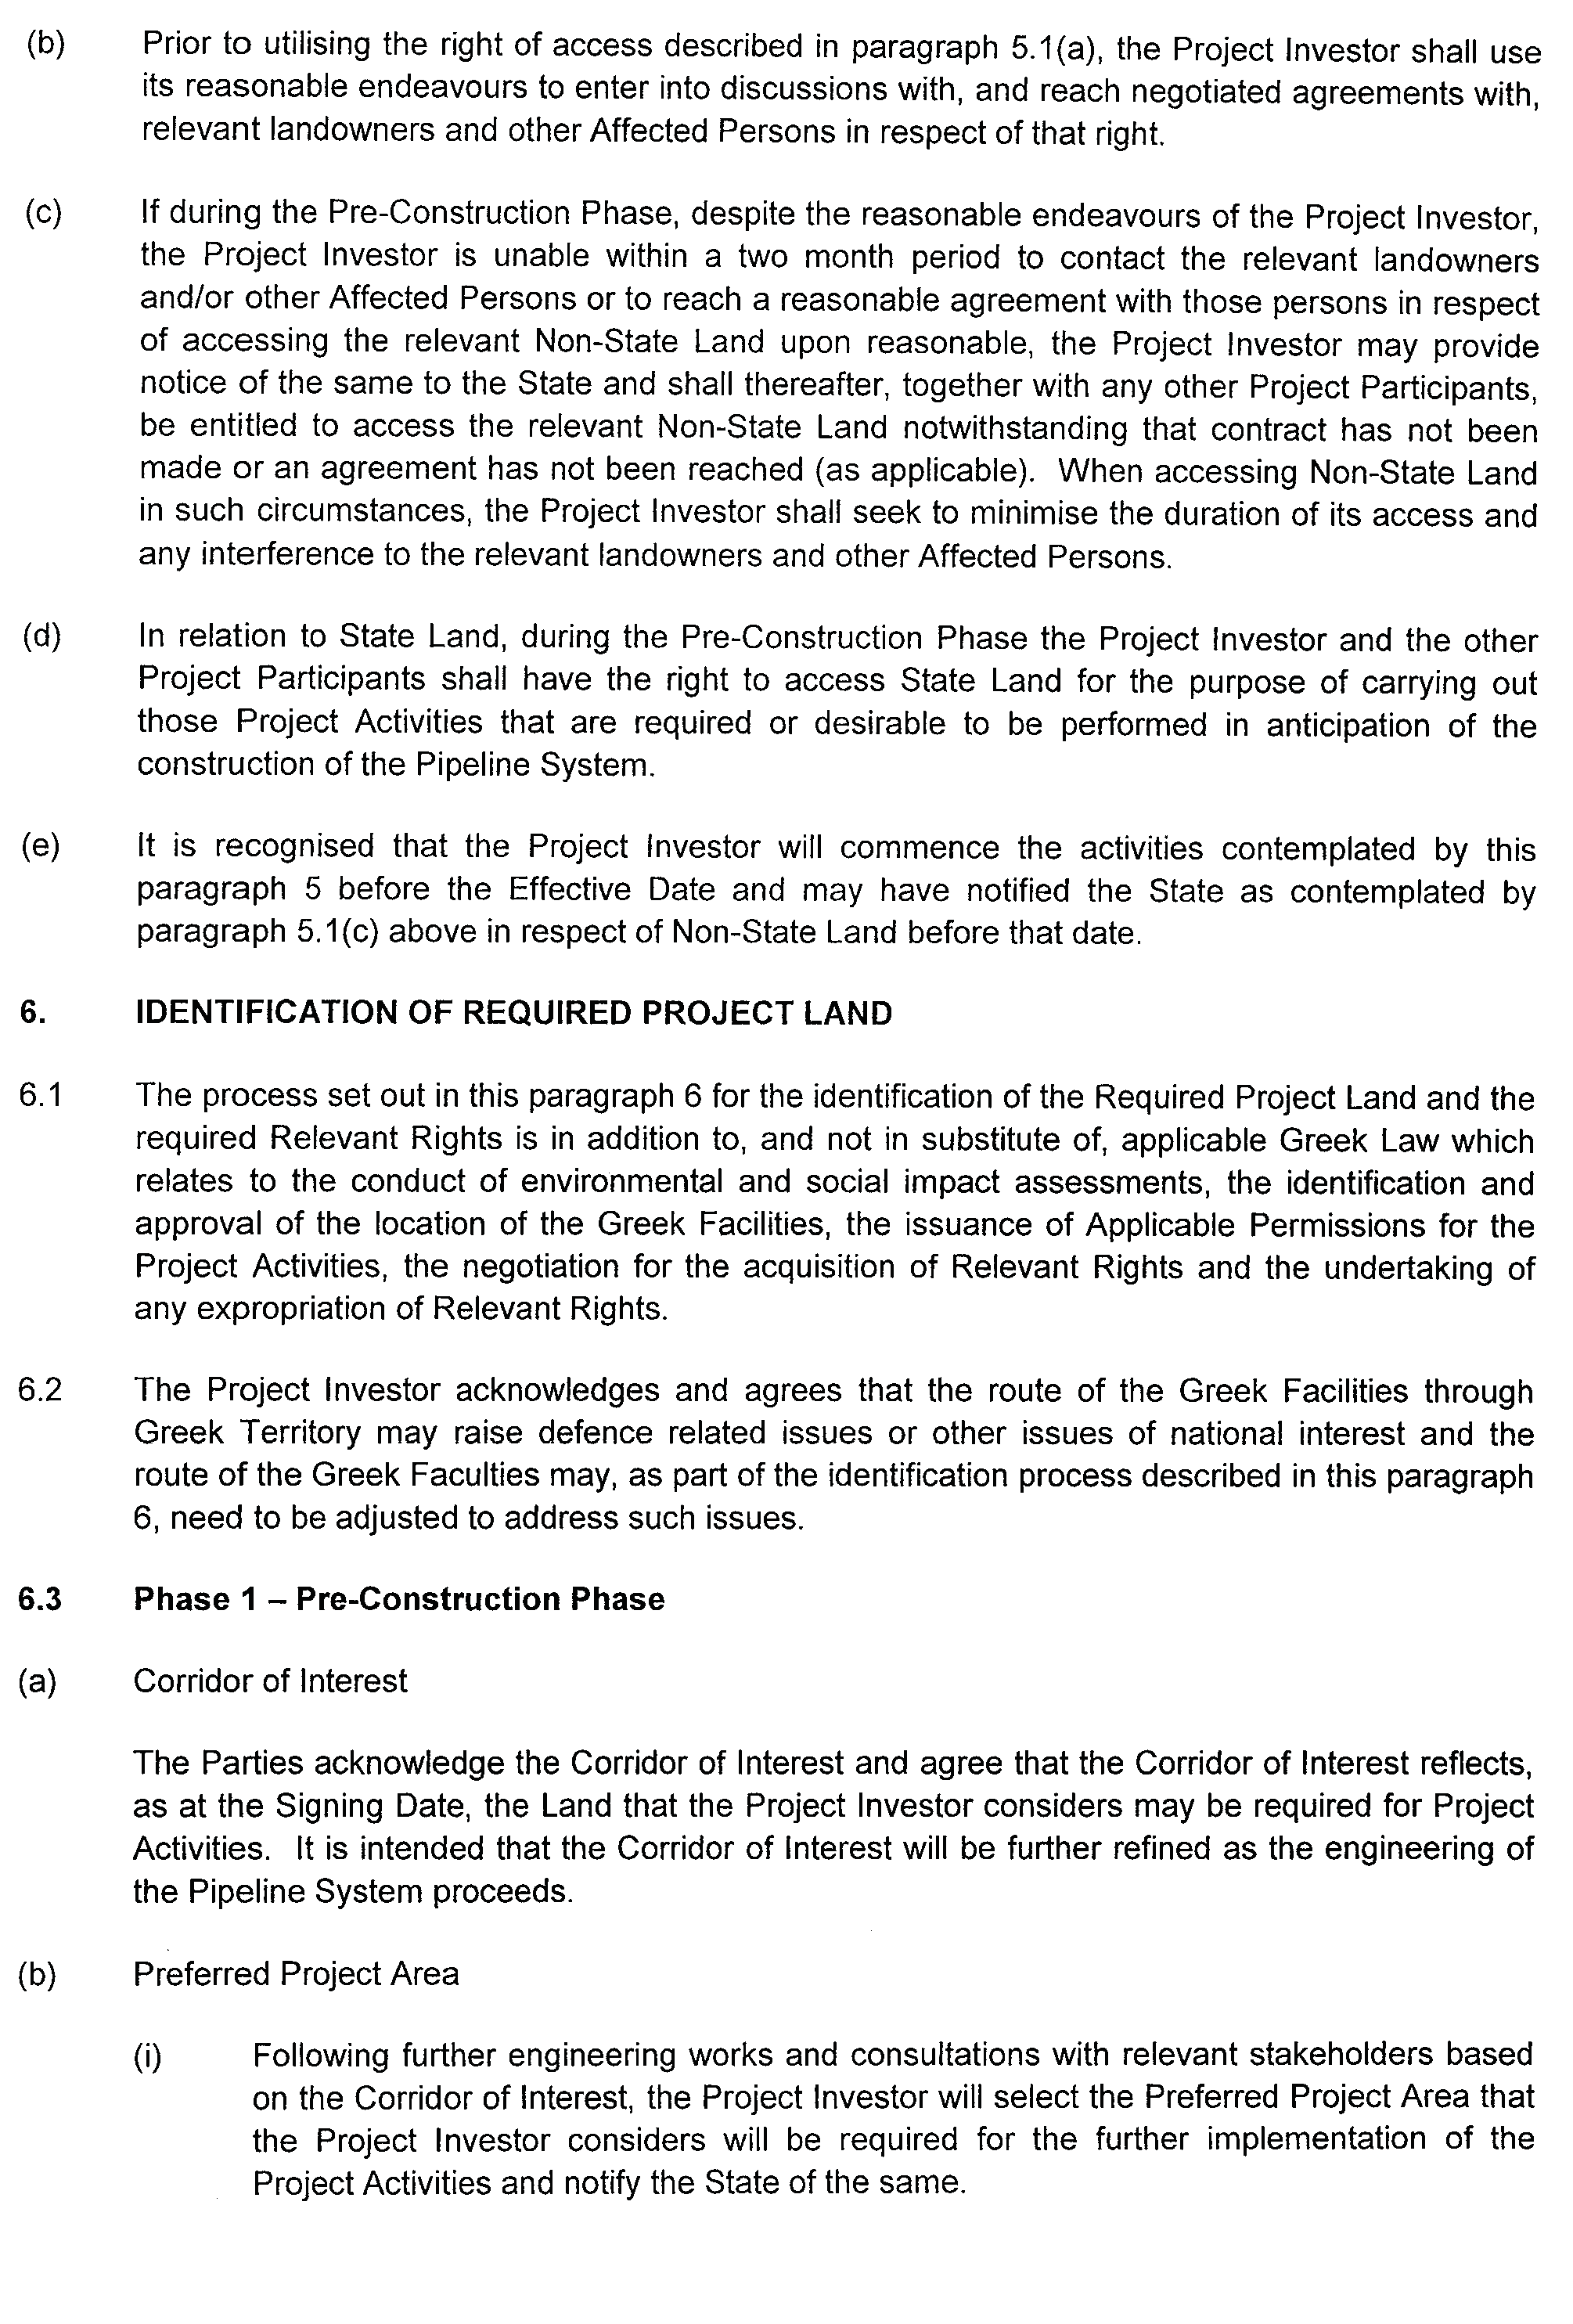 (b) Prior to utilising the right of access described in paragraph 5.1(a), the Project Investor shall use
its reasonable endeavours to enter into discussions with, and reach negotiated agreements with,
relevant landowners and other Affected Persons in respect of that right.
(c) If during the Pre-Construction Phase, despite the reasonable endeavours of the Project Investor,
the Project Investor is unable within a two month period to contact the relevant landowners
and/or other Affected Persons or to reach a reasonable agreement with those persons in respect
of accessing the relevant Non-State Land upon reasonable, the Project Investor may provide
notice of the same to the State and shall thereafter, together with any other Project Participants,
be entitled to access the relevant Non-State Land notwithstanding that contract has not been
made or an agreement has not been reached (as applicable). When accessing Non-State Land
in such circumstances, the Project Investor shall seek to minimise the duration of its access and
any interference to the relevant landowners and other Affected Persons.
(d) In relation to State Land, during the Pre-Construction Phase the Project Investor and the other
Project Participants shall have the right to access State Land for the purpose of carrying out
those Project Activities that are required or desirable to be performed in anticipation of the
construction of the Pipeline System.
(e) It is recognised that the Project Investor will commence the activities contemplated by this
paragraph 5 before the Effective Date and may have notified the State as contemplated by
paragraph 5.1(c) above in respect of Non-State Land before that date.
6. IDENTIFICATION OF REQUIRED PROJECT LAND
6.1 The process set out in this paragraph 6 for the identification of the Required Project Land and the
required Relevant Rights is in addition to, and not in substitute of, applicable Greek Law which
relates to the conduct of environmental and social impact assessments, the identification and
approval of the location of the Greek Facilities, the issuance of Applicable Permissions for the
Project Activities, the negotiation for the acquisition of Relevant Rights and the undertaking of
any expropriation of Relevant Rights.
6.2 The Project Investor acknowledges and agrees that the route of the Greek Facilities through
Greek Territory may raise defence related issues or other issues of national interest and the
route of the Greek Faculties may, as part of the identification process described in this paragraph
6, need to be adjusted to address such issues.
6.3 Phase 1 – Pre-Construction Phase
(a) Corridor of Interest
The Parties acknowledge the Corridor of Interest and agree that the Corridor of Interest reflects,
as at the Signing Date, the Land that the Project Investor considers may be required for Project
Activities. It is intended that the Corridor of Interest will be further refined as the engineering of
the Pipeline System proceeds.
(b) Preferred Project Area
(i) Following further engineering works and consultations with relevant stakeholders based
on the Corridor of Interest, the Project Investor will select the Preferred Project Area that
the Project Investor considers will be required for the further implementation of the
Project Activities and notify the State of the same.